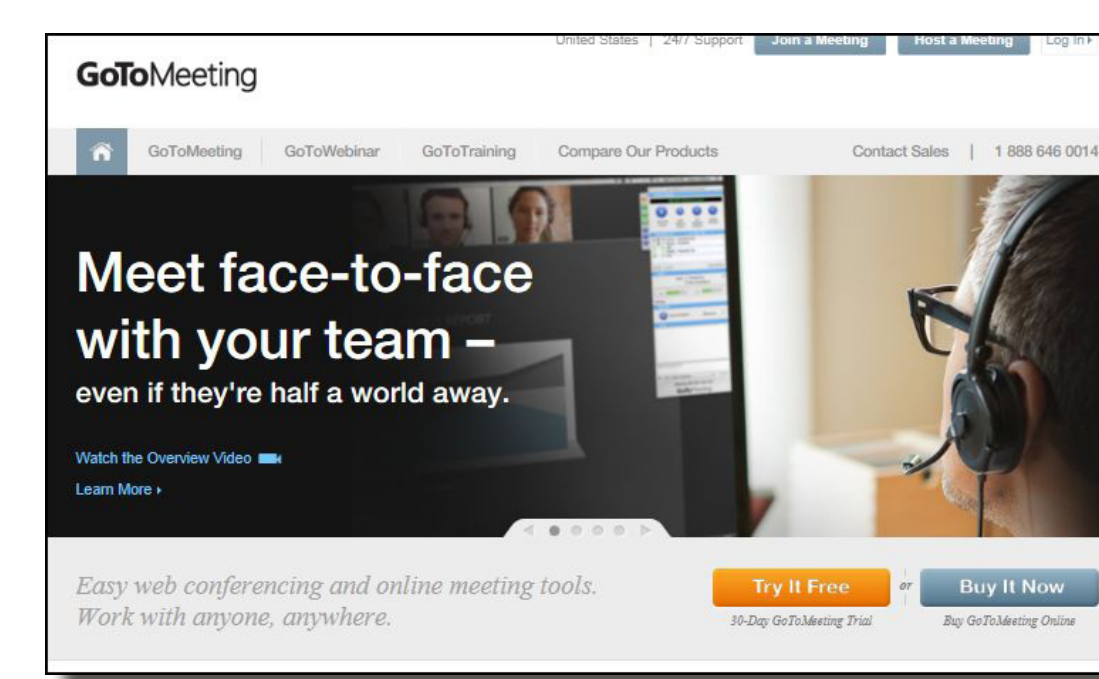 United States | 24/7 Support Join a Meeting Host a Meeting Log In
GoToMeeting
GoToMeeting GoToWebinar GoToTraining Compare Our Products Contact Sales | 1 888 646 0014
Meet face-to-face
with your team –
even if they're half a world away.
Watch the Overview Video
Learn More
Easy web conferencing and online meeting tools.
Work with anyone, anywhere.
Try It Free or Buy It Now
30-Day GoToMeeting Trial Buy GoToMeeting Online